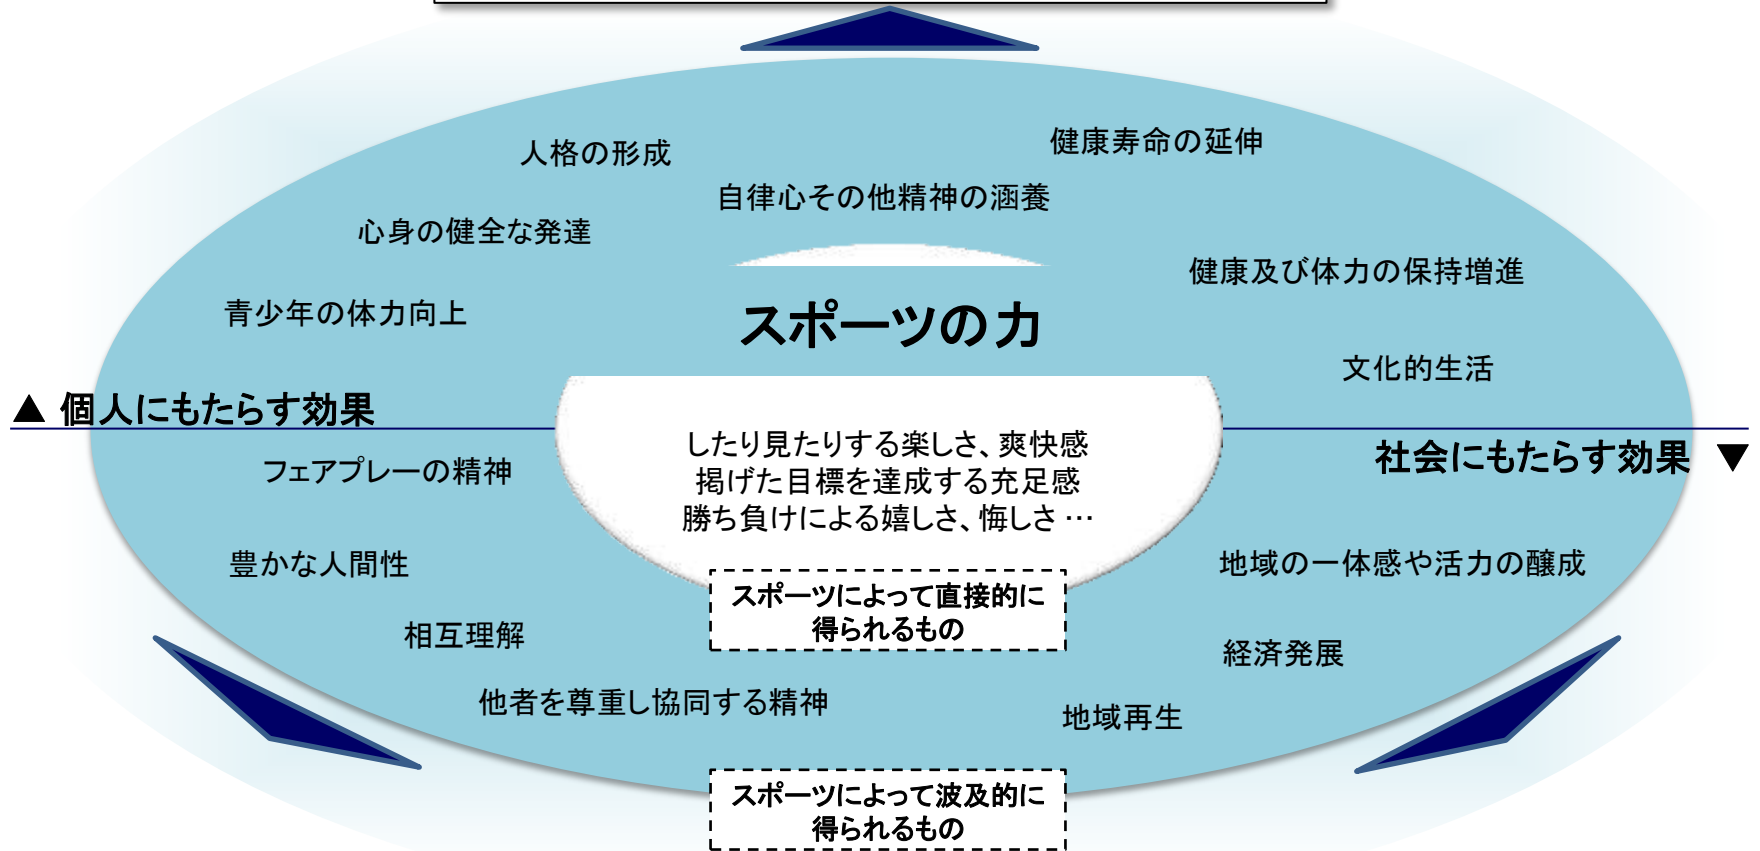 人格の形成
健康寿命の延伸
自律心その他精神の涵養
心身の健全な発達
健康及び体力の保持増進
青少年の体力向上
スポーツの力
文化的生活
▲ 個人にもたらす効果
したり見たりする楽しさ、爽快感
掲げた目標を達成する充足感
勝ち負けによる嬉しさ、悔しさ …
社会にもたらす効果 ▼
フェアプレーの精神
豊かな人間性
地域の一体感や活力の醸成
スポーツによって直接的に
得られるもの
相互理解
経済発展
他者を尊重し協同する精神
地域再生
スポーツによって波及的に
得られるもの